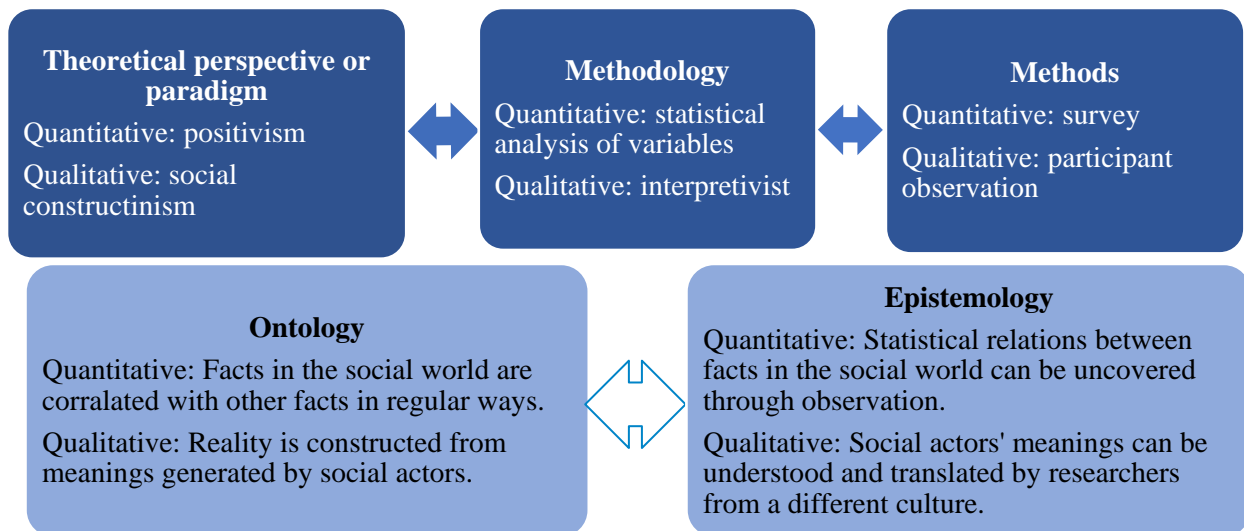 Theoretical perspective or
paradigm
Quantitative: positivism
Qualitative: social
constructinism
Methodology
Quantitative: statistical
analysis of variables
Qualitative: interpretivist
Methods
Quantitative: survey
Qualitative: participant
observation
Ontology
Quantitative: Facts in the social world are
corralated with other facts in regular ways.
Qualitative: Reality is constructed from
meanings generated by social actors.
Epistemology
Quantitative: Statistical relations between
facts in the social world can be uncovered
through observation.
Qualitative: Social actors' meanings can be
understood and translated by researchers
from a different culture.